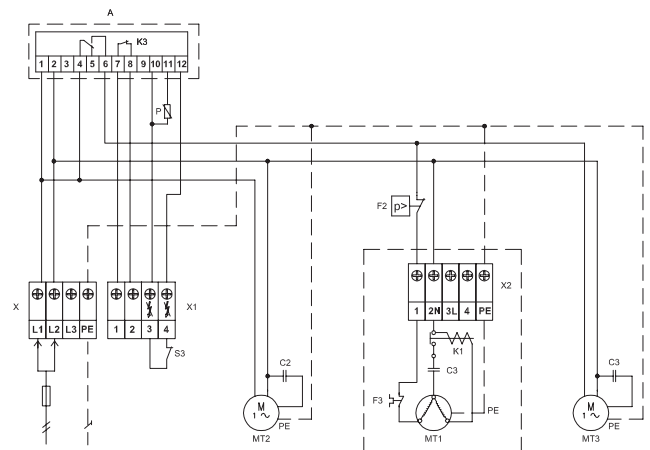 A
K3
1 2 3 4 5 6 7 8 9 10 11 12
P
F2 p>
X L1 L2 L3 PE
1 2 3 4 X1
1 2N 3L 4 PE X2
S3
K1
C2
C3
C3
F3
M
1 ~
PE
MT2
PE
MT1
M
1 ~
PE
MT3